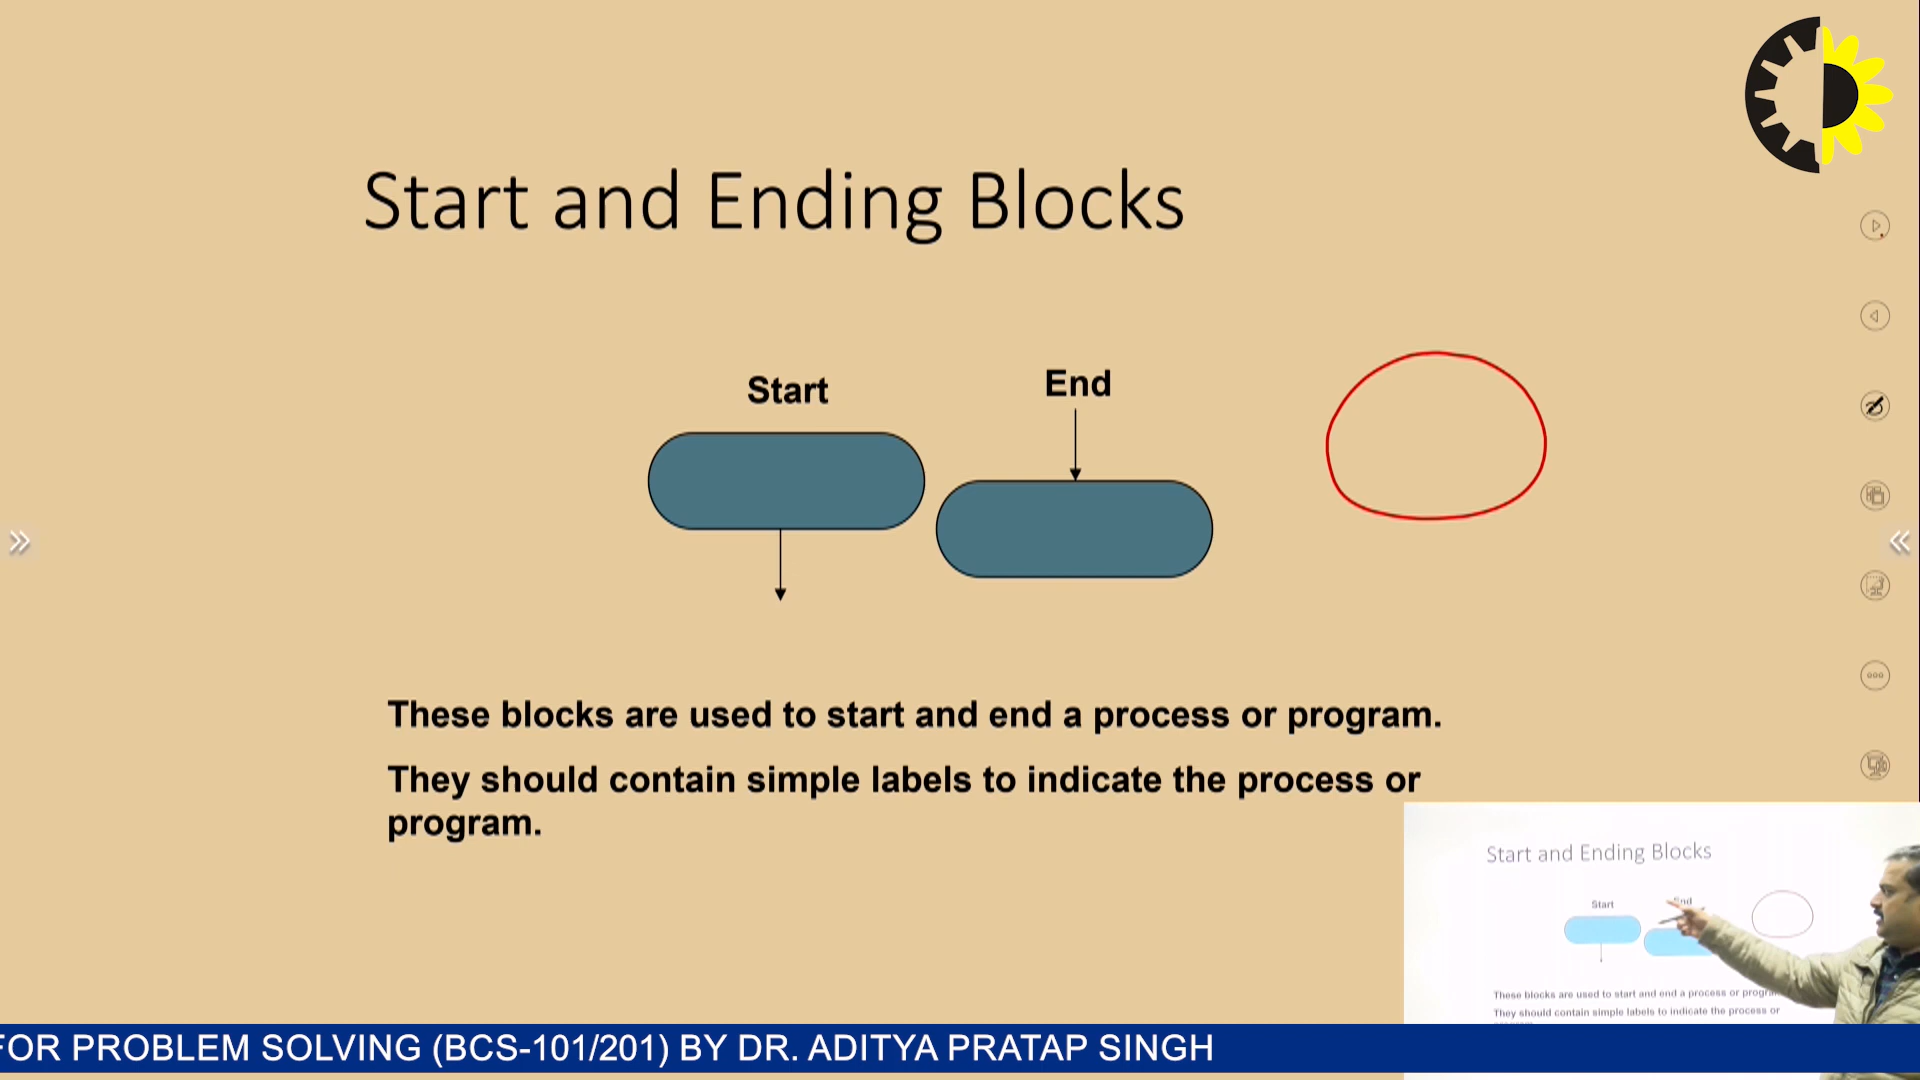 Start and Ending Blocks
Start
End
These blocks are used to start and end a process or program.
They should contain simple labels to indicate the process or
program.
Start and Ending Blocks
Start
These blocks are used to start and end a process or
They should contain simple labels to indicate the process or
FOR PROBLEM SOLVING (BCS-101/201) BY DR. ADITYA PRATAP SINGH